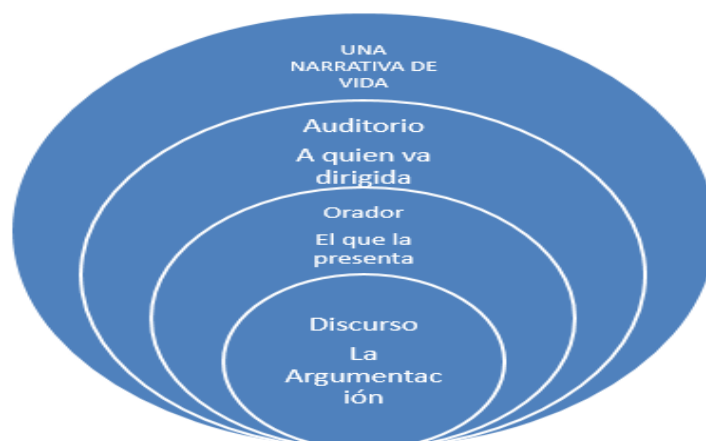 UNA
NARRATIVA DE
VIDA
Auditorio
A quien va
dirigida
Orador
El que la
presenta
Discurso
La
Argumentac
ión